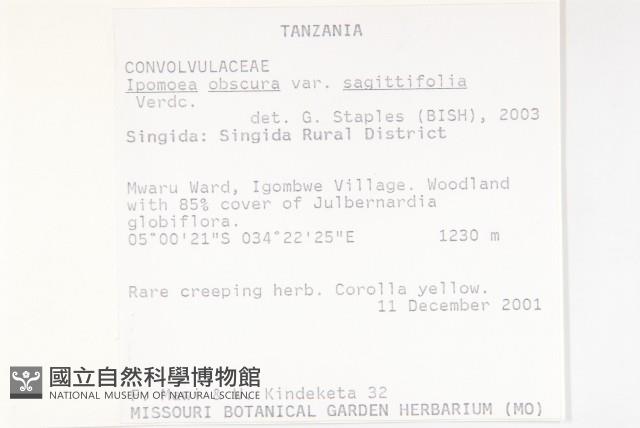 TANZANIA
CONVOLVULACEAE
Ipomoea obscura var. sagittifolia
Verdc.
det. G. Staples (BISH), 2003
Singida: Singida Rural District
Mwaru Ward, Igombwe Village. Woodland
with 85% cover of Julbernardia
globiflora.
05°00'21"S 034°22'25"E 1230 m
Rare creeping herb. Corolla yellow.
11 December 2001
國立自然科學博物館
NATIONAL MUSEUM OF NATURAL SCIENCE
Kindeketa 32
MISSOURI BOTANICAL GARDEN HERBARIUM (MO)